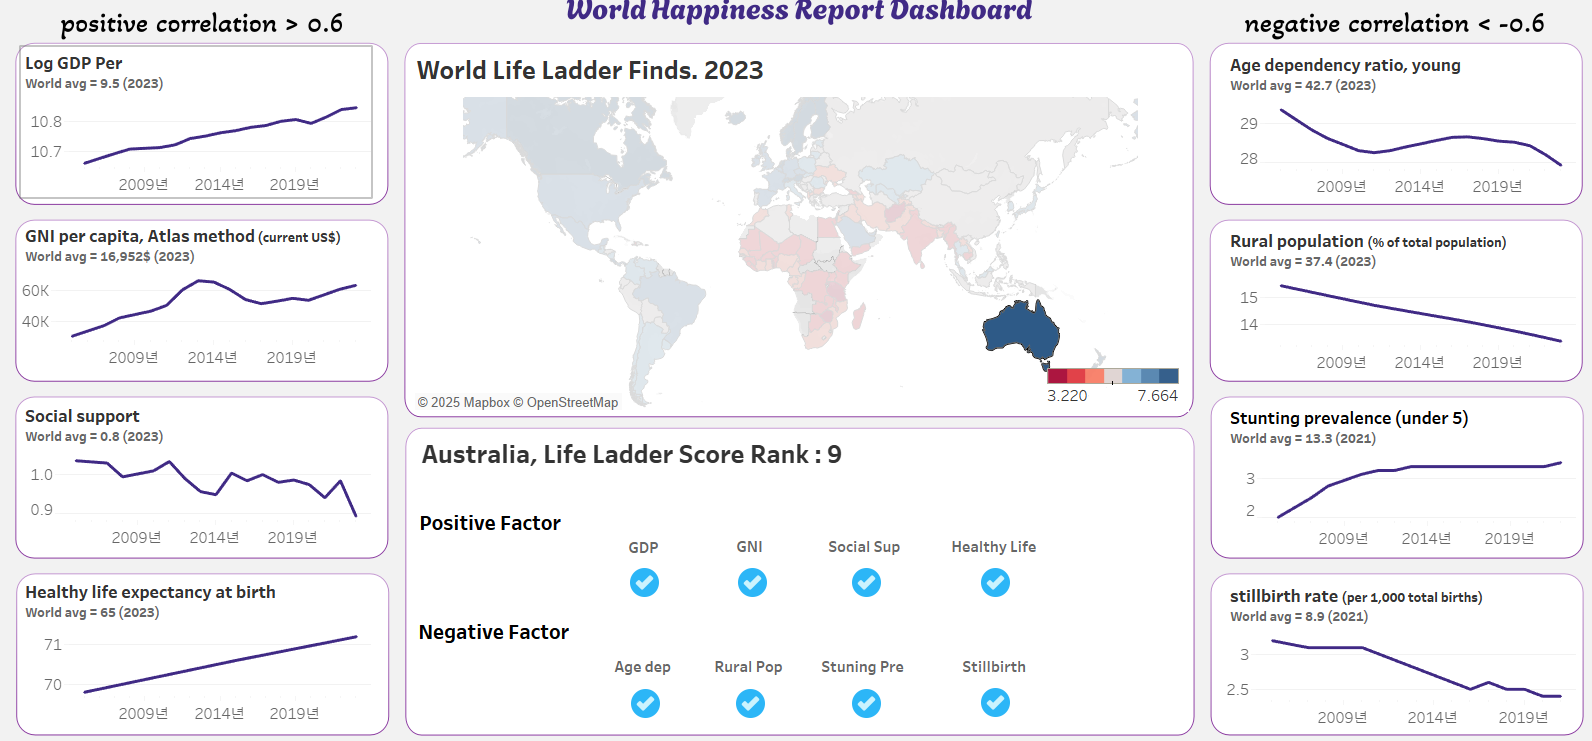 World Happiness Report Dashboard
positive correlation > 0.6
negative correlation < -0.6
Log GDP Per
World avg = 9.5 (2023)
10.8
10.7
2009년 2014년 2019년
GNI per capita, Atlas method (current US$)
World avg = 16,952$ (2023)
60K
40K
2009년 2014년 2019년
Social support
World avg = 0.8 (2023)
1.0
0.9
2009년 2014년 2019년
Healthy life expectancy at birth
World avg = 65 (2023)
71
70
2009년 2014년 2019년
World Life Ladder Finds. 2023
3.220 7.664
© 2025 Mapbox © OpenStreetMap
Australia, Life Ladder Score Rank : 9
Positive Factor
GDP GNI Social Sup Healthy Life
Negative Factor
Age dep Rural Pop Stuning Pre Stillbirth
Age dependency ratio, young
World avg = 42.7 (2023)
29
28
2009년 2014년 2019년
Rural population (% of total population)
World avg = 37.4 (2023)
15
14
2009년 2014년 2019년
Stunting prevalence (under 5)
World avg = 13.3 (2021)
3
2
2009년 2014년 2019년
stillbirth rate (per 1,000 total births)
World avg = 8.9 (2021)
3
2.5
2009년 2014년 2019년